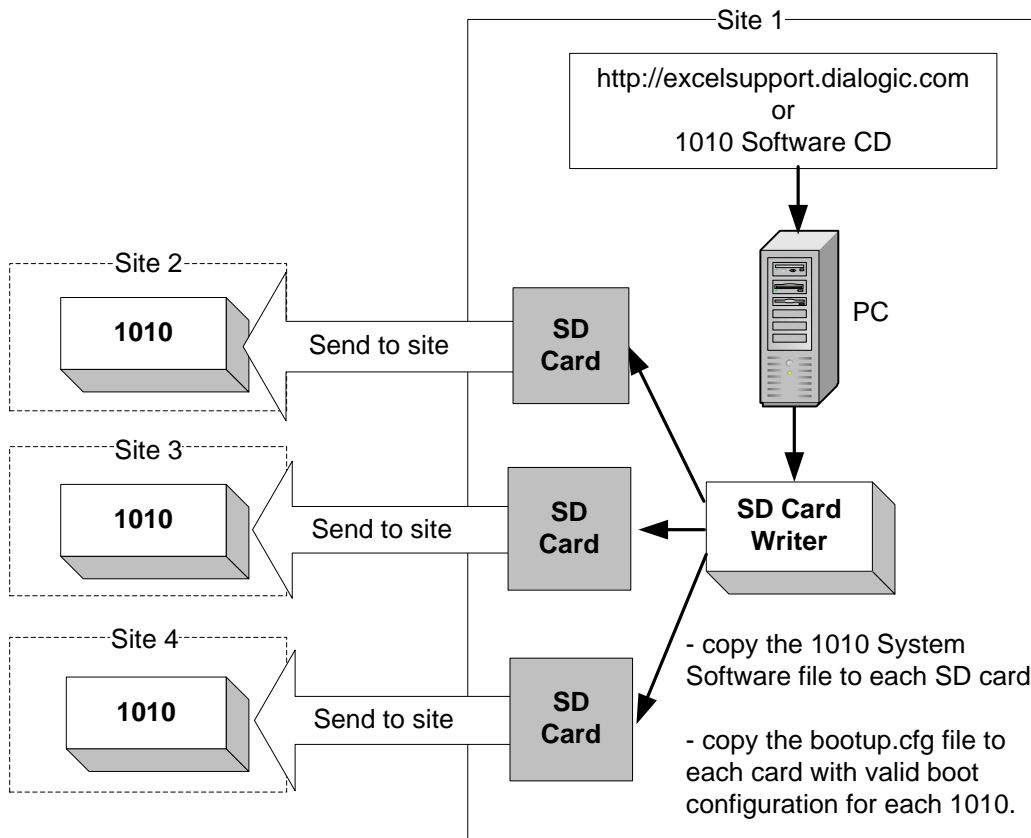 Site 1
http://excelsupport.dialogic.com
or
1010 Software CD
PC
Site 2
1010
Send to site
SD
Card
Site 3
1010
Send to site
SD
Card
SD Card
Writer
Site 4
1010
Send to site
SD
Card
- copy the 1010 System
Software file to each SD card
- copy the bootup.cfg file to
each card with valid boot
configuration for each 1010.